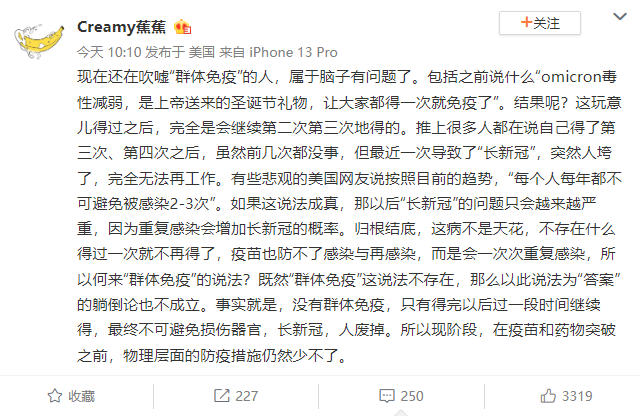 Creamy蕉蕉
+关注
今天 10:10 发布于 美国 来自 iPhone 13 Pro
现在还在吹嘘“群体免疫”的人，属于脑子有问题了。包括之前说什么“omicron毒
性减弱，是上帝送来的圣诞节礼物，让大家都得一次就免疫了”。结果呢？这玩意
儿得过之后，完全是会继续第二次第三次地得的。推上很多人都在说自己得了第
三次、第四次之后，虽然前几次都没事，但最近一次导致了“长新冠”，突然人垮
了，完全无法再工作。有些悲观的美国网友说按照目前的趋势，“每个人每年都不
可避免被感染2-3次”。如果这说法成真，那以后“长新冠”的问题只会越来越严
重，因为重复感染会增加长新冠的概率。归根结底，这病不是天花，不存在什么
得过一次就不再得了，疫苗也防不了感染与再感染，而是会一次次重复感染，所
以何来“群体免疫”的说法？既然“群体免疫”这说法不存在，那么以此说法为“答案”
的躺倒论也不成立。事实就是，没有群体免疫，只有得完以后过一段时间继续
得，最终不可避免损伤器官，长新冠，人废掉。所以现阶段，在疫苗和药物突破
之前，物理层面的防疫措施仍然少不了。
收藏 227 250 3319